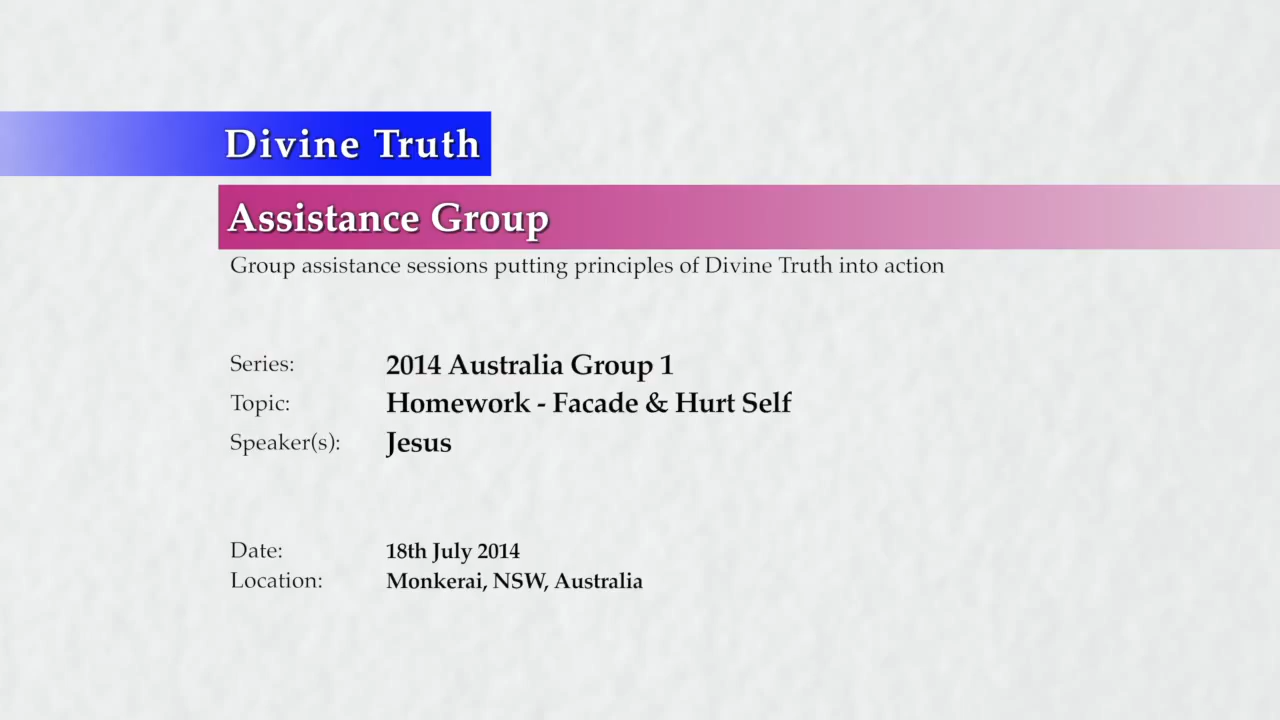 Divine Truth
Assistance Group
Group assistance sessions putting principles of Divine Truth into action
Series: 2014 Australia Group 1
Topic: Homework - Facade & Hurt Self
Speaker(s): Jesus
Date: 18th July 2014
Location: Monkerai, NSW, Australia